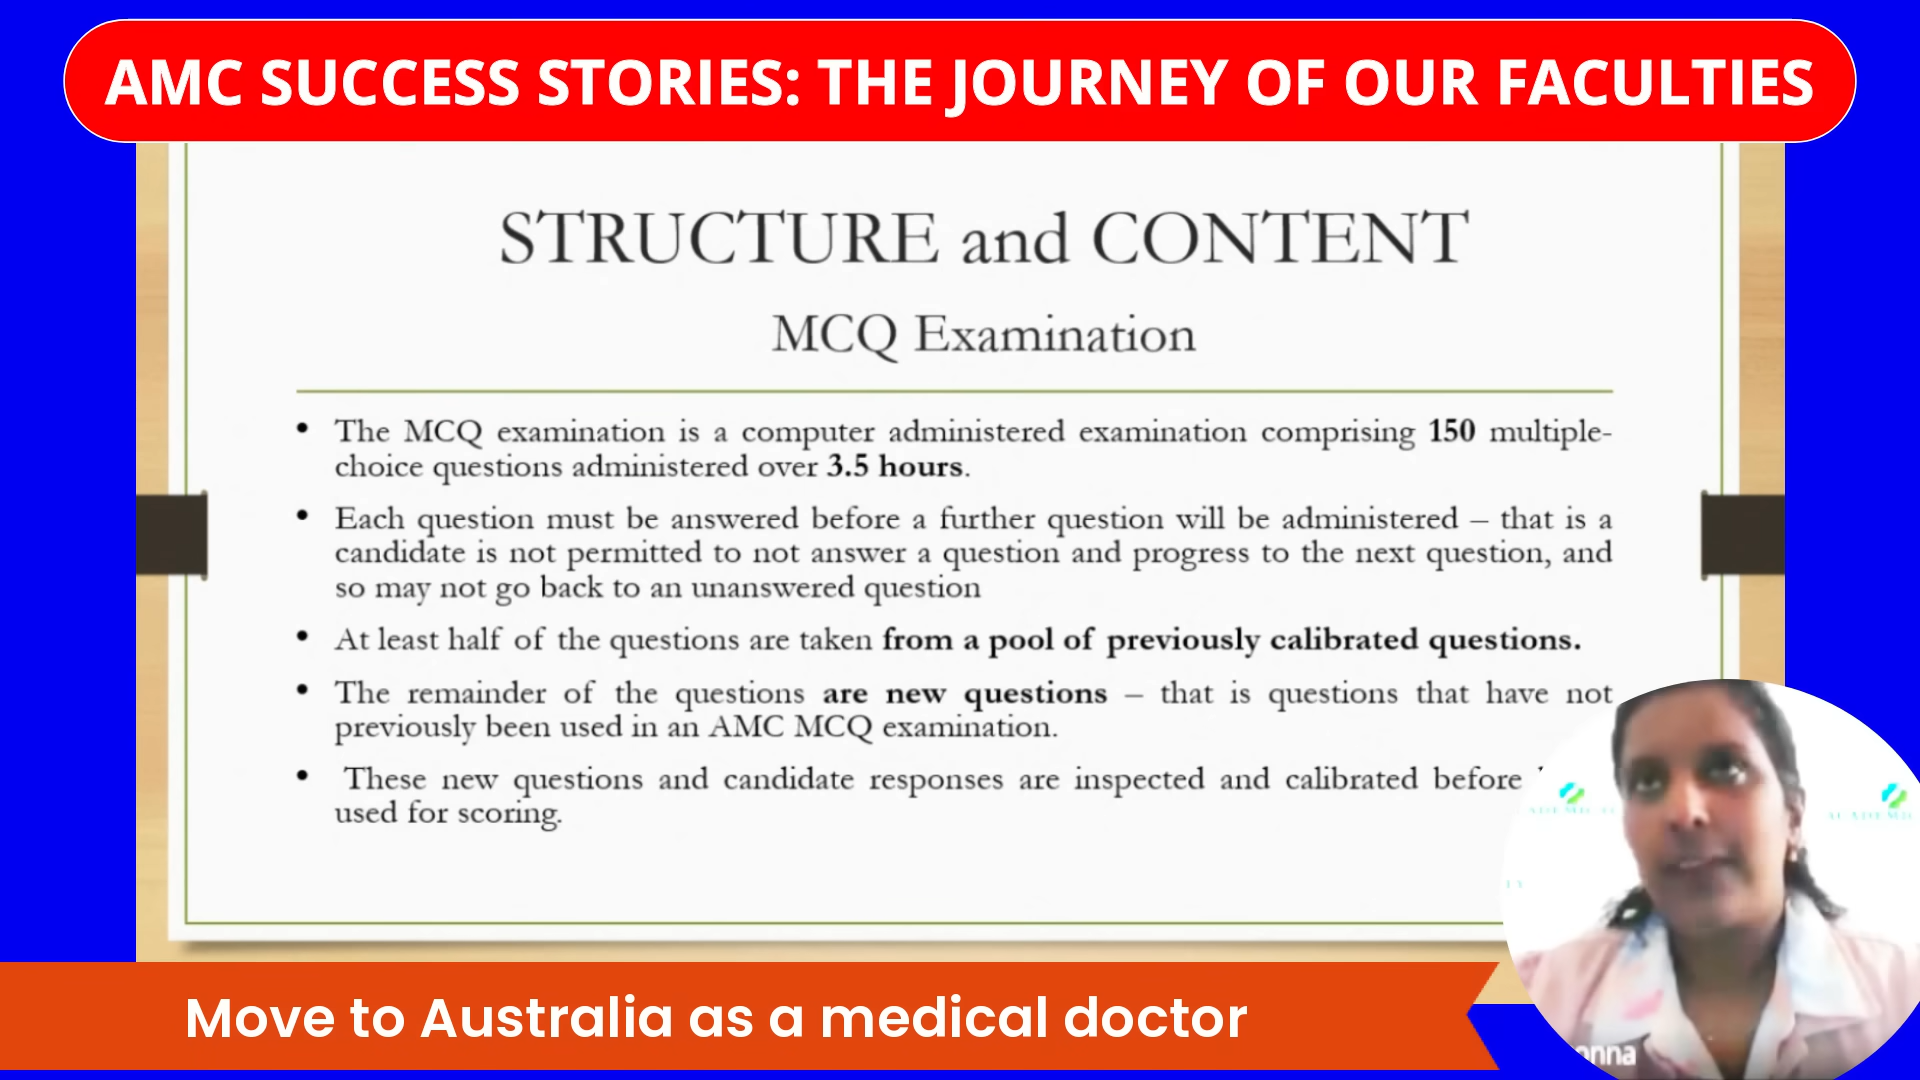 AMC SUCCESS STORIES: THE JOURNEY OF OUR FACULTIES
STRUCTURE and CONTENT
MCQ Examination
• The MCQ examination is a computer administered examination comprising 150 multiple-
choice questions administered over 3.5 hours.
• Each question must be answered before a further question will be administered – that is a
candidate is not permitted to not answer a question and progress to the next question, and
so may not go back to an unanswered question
• At least half of the questions are taken from a pool of previously calibrated questions.
• The remainder of the questions are new questions – that is questions that have not
previously been used in an AMC MCQ examination.
• These new questions and candidate responses are inspected and calibrated before
used for scoring.
Move to Australia as a medical doctor